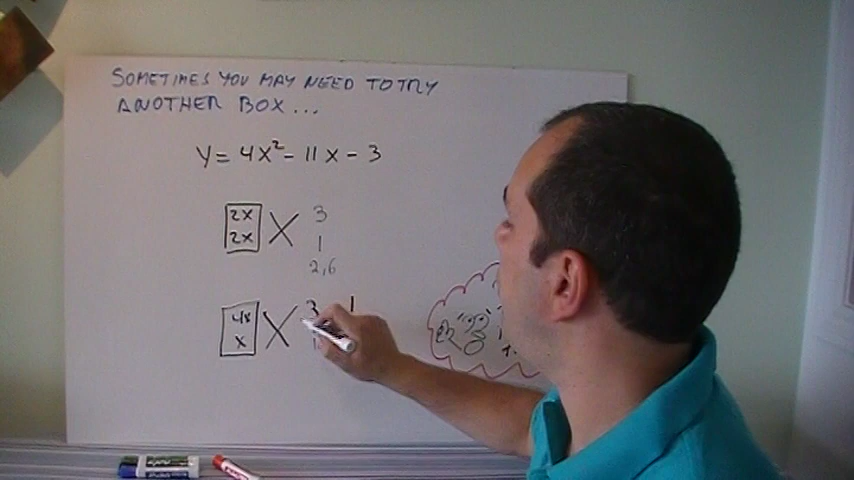 SOMETIMES YOU MAY NEED TO TRY
ANOTHER BOX...
Y = 4X² - 11X - 3
2X 3
2X 1
2,6
4X 3 1
X 1